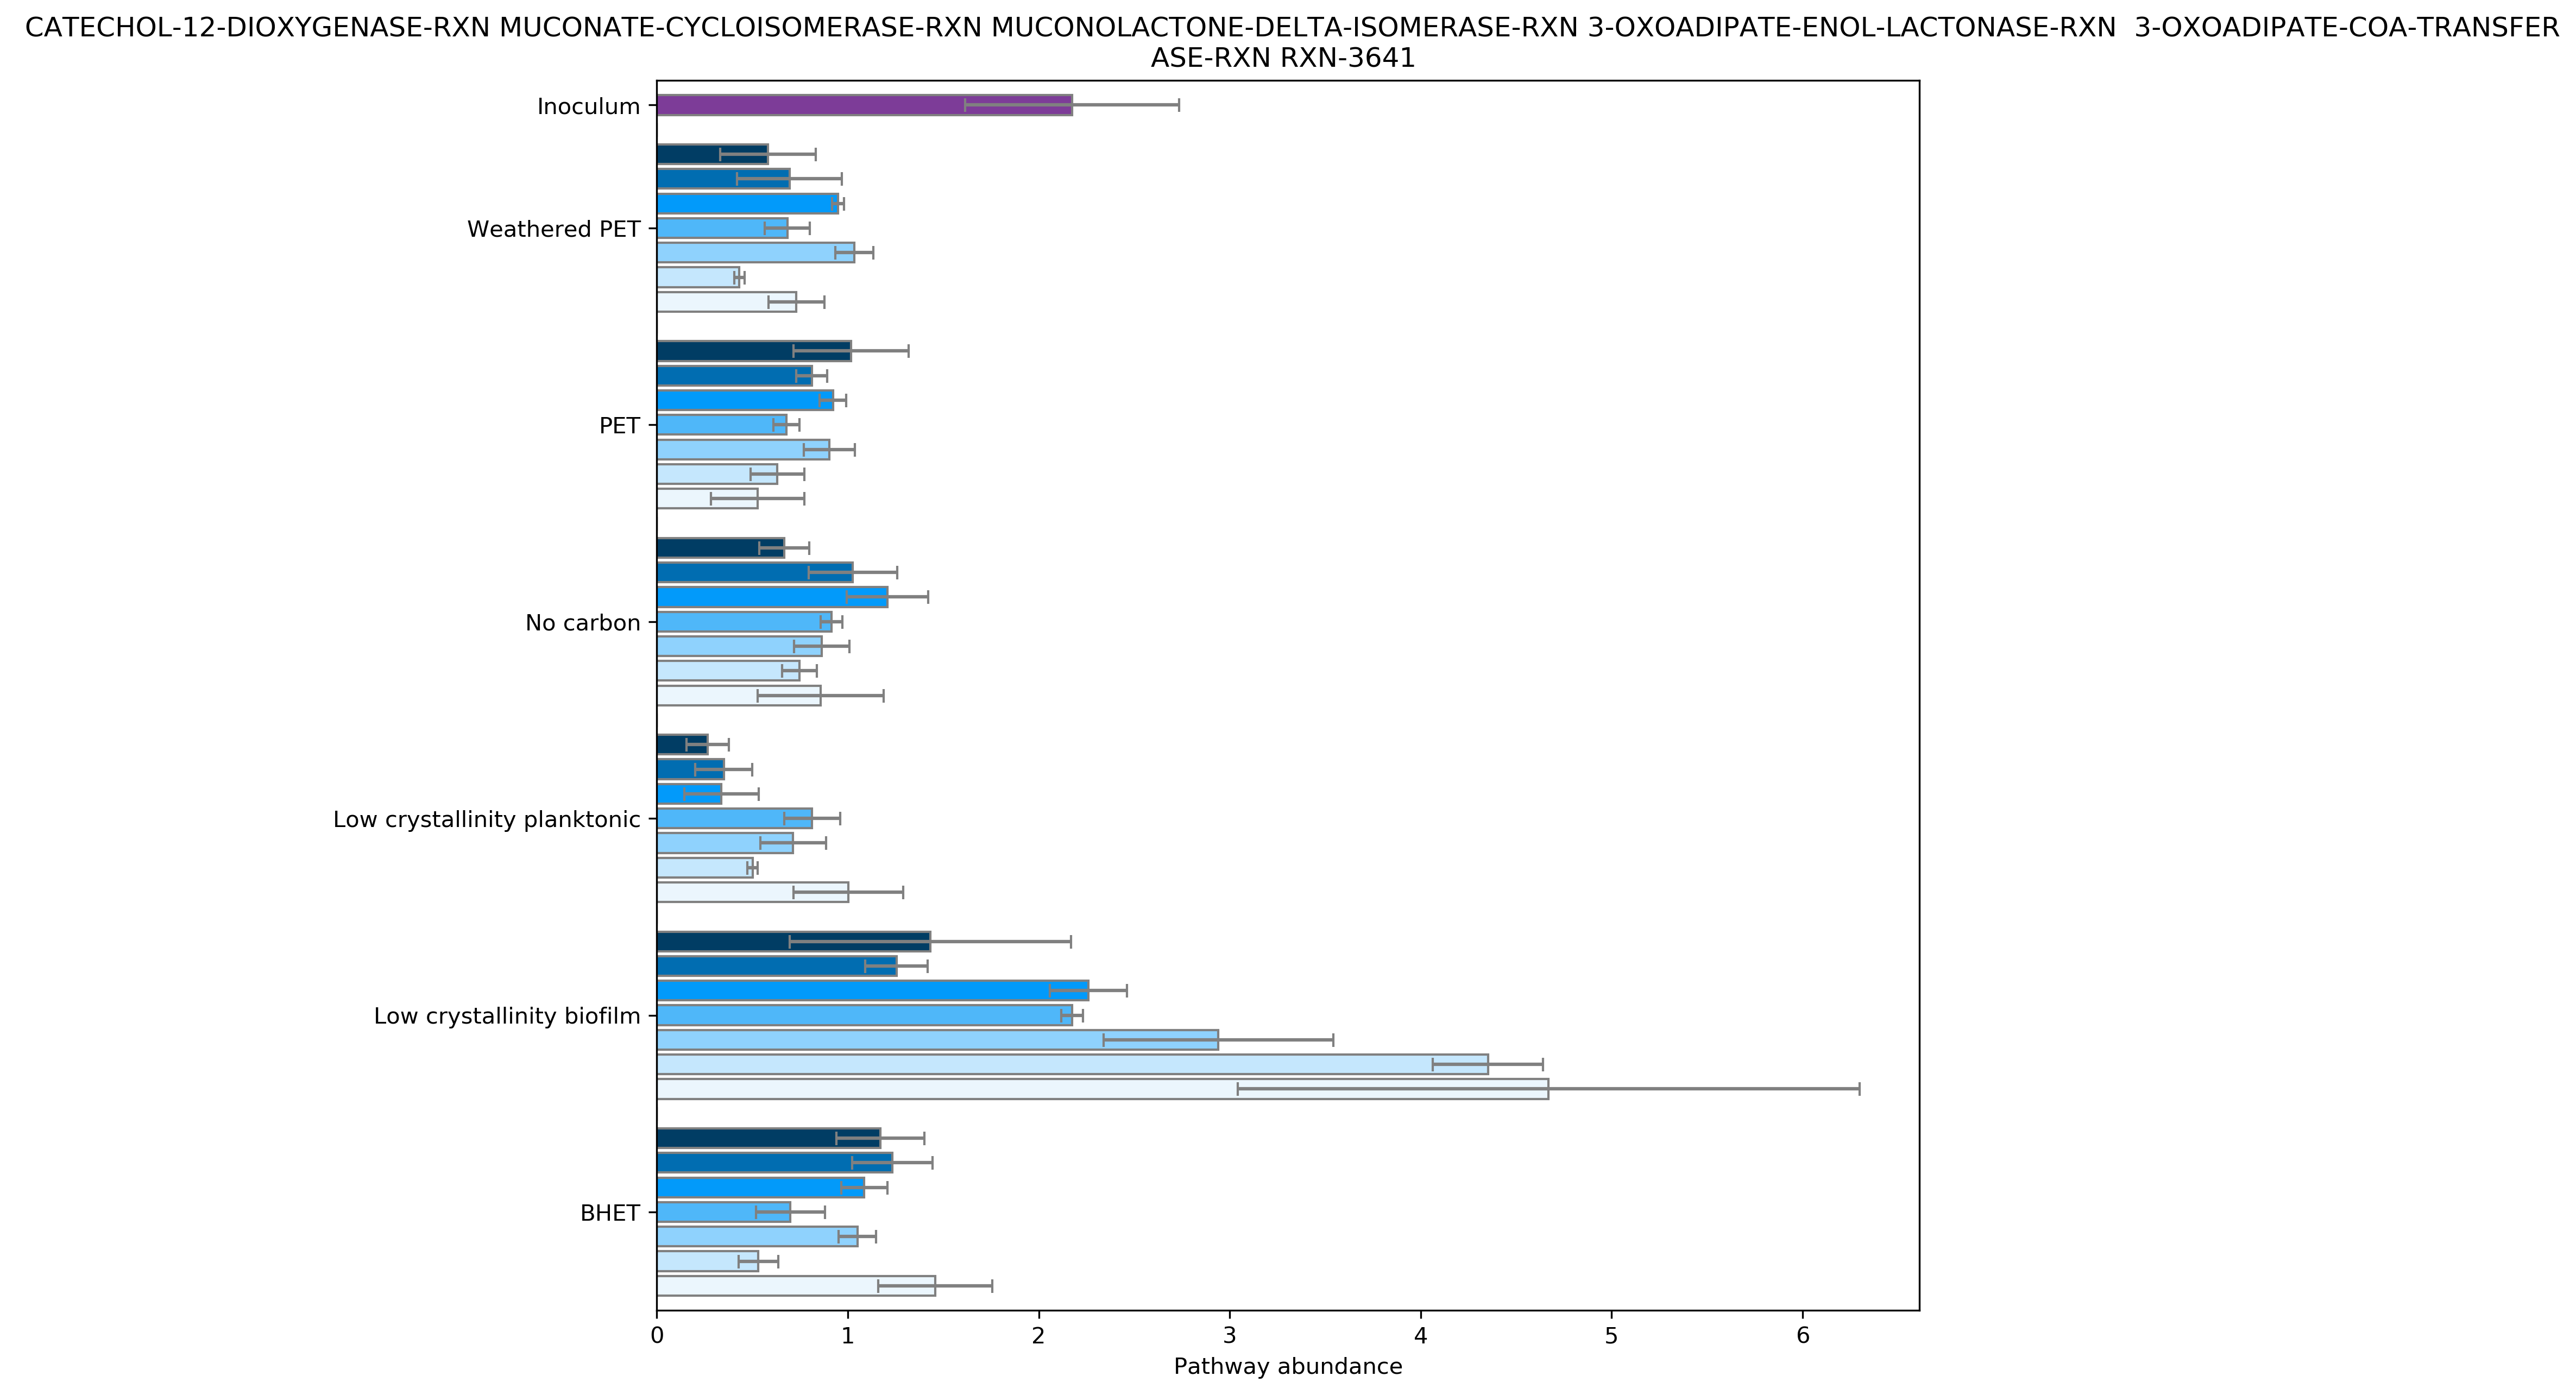 CATECHOL-12-DIOXYGENASE-RXN MUCONATE-CYCLOISOMERASE-RXN MUCONOLACTONE-DELTA-ISOMERASE-RXN 3-OXOADIPATE-ENOL-LACTONASE-RXN  3-OXOADIPATE-COA-TRANSFER
ASE-RXN RXN-3641
Inoculum
Weathered PET
PET
No carbon
Low crystallinity planktonic
Low crystallinity biofilm
BHET
0 1 2 3 4 5 6
Pathway abundance